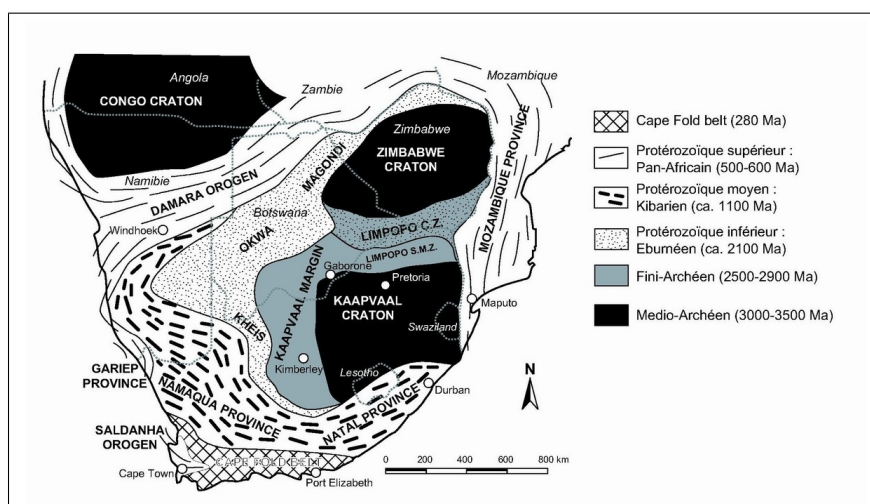 Angola
CONGO CRATON
Zambie
Mozambique
Zimbabwe
ZIMBABWE
CRATON
MAGONDI
MOZAMBIQUE PROVINCE
Namibie
DAMARA OROGEN
Windhoek
Botswana
OKWA
LIMPOPO C.Z.
LIMPOPO S.M.Z.
Gaborone
Pretoria
KAAPVAAL MARGIN
KAAPVAAL
CRATON
Maputo
Swaziland
KHEIS
Kimberley
Lesotho
GARIEP
PROVINCE
NAMAQUA PROVINCE
NATAL PROVINCE
Durban
SALDANHA
OROGEN
CAPE FOLD BELT
Cape Town
Port Elizabeth
N
0 200 400 600 800 km
Cape Fold belt (280 Ma)
Protérozoïque supérieur :
Pan-Africain (500-600 Ma)
Protérozoïque moyen :
Kibarien (ca. 1100 Ma)
Protérozoïque inférieur :
Eburnéen (ca. 2100 Ma)
Fini-Archéen (2500-2900 Ma)
Medio-Archéen (3000-3500 Ma)